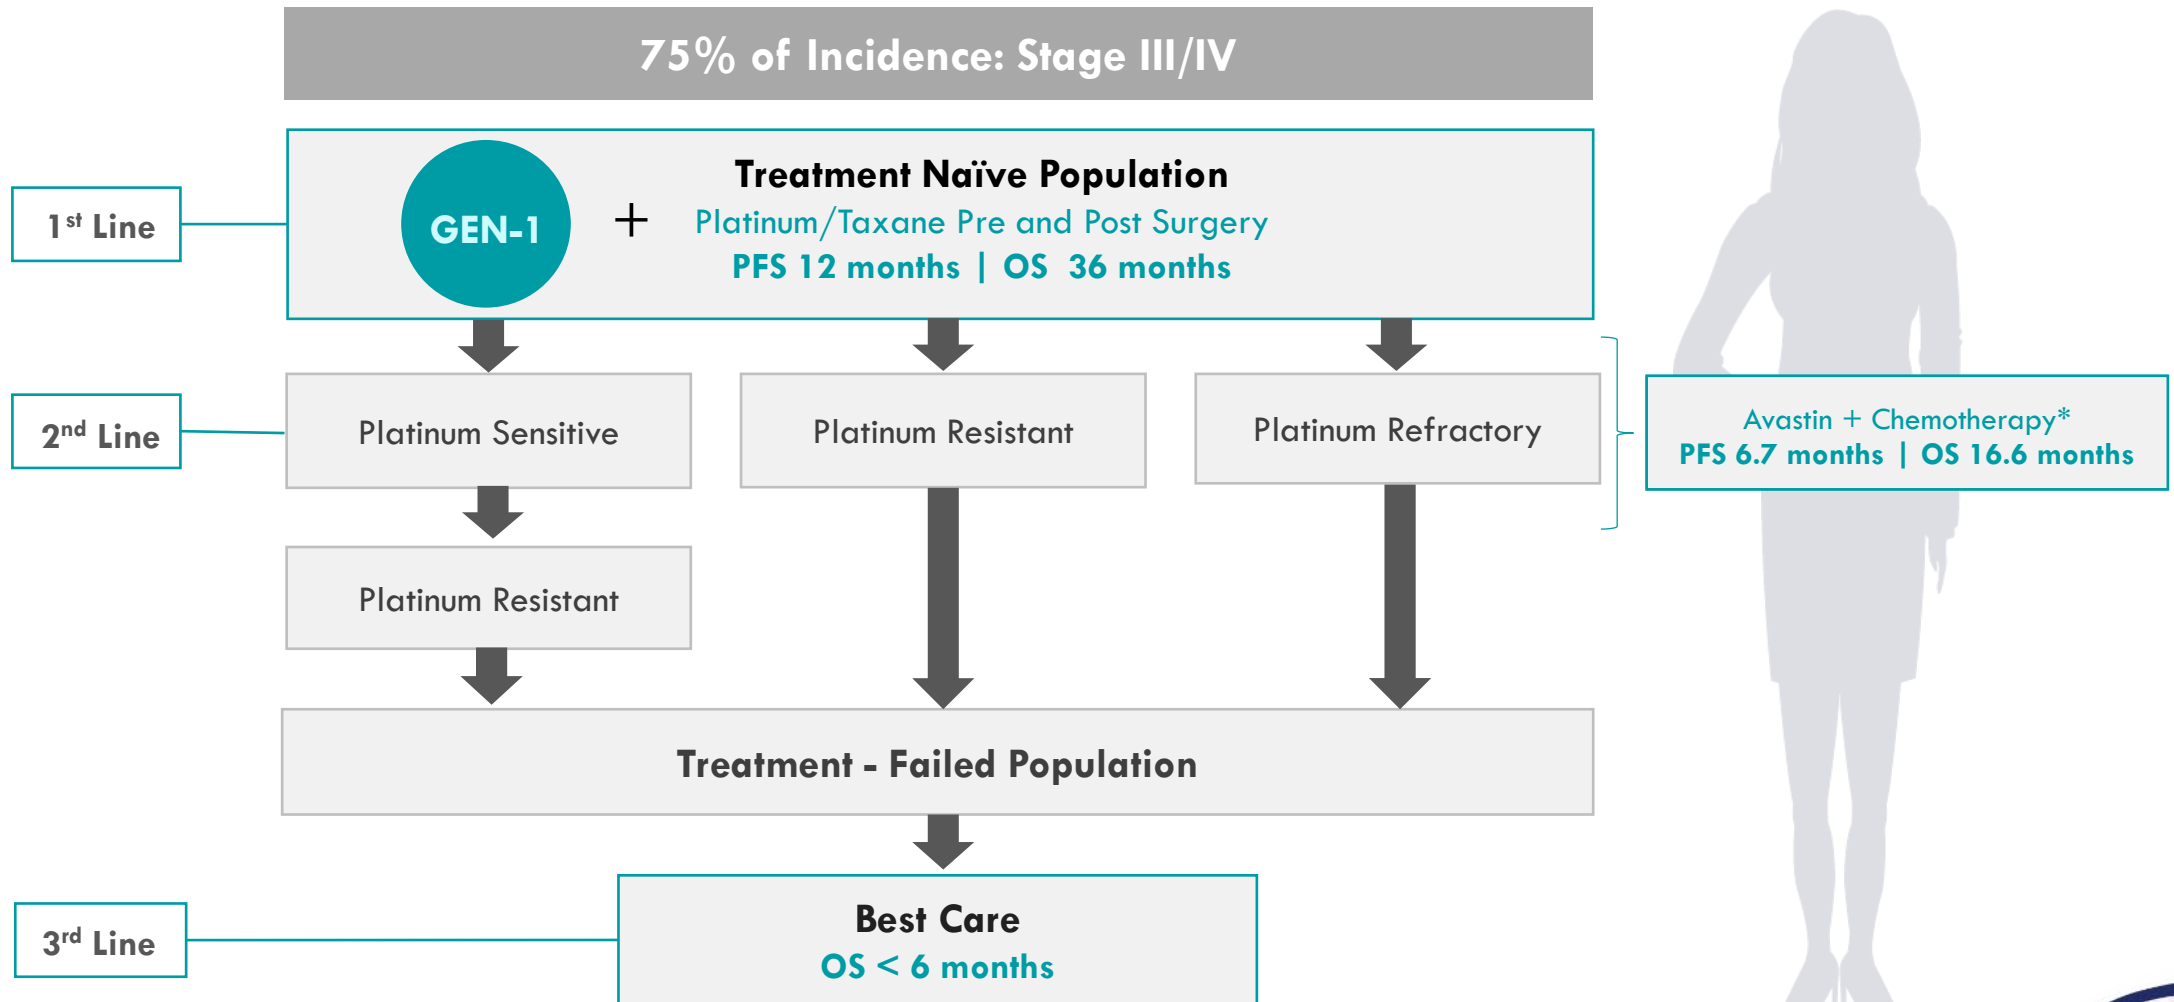 75% of Incidence: Stage III/IV
1st Line
GEN-1
+
Treatment Naïve Population
Platinum/Taxane Pre and Post Surgery
PFS 12 months | OS 36 months
2nd Line
Platinum Sensitive
Platinum Resistant
Platinum Refractory
Avastin + Chemotherapy*
PFS 6.7 months | OS 16.6 months
Platinum Resistant
Treatment - Failed Population
3rd Line
Best Care
OS < 6 months